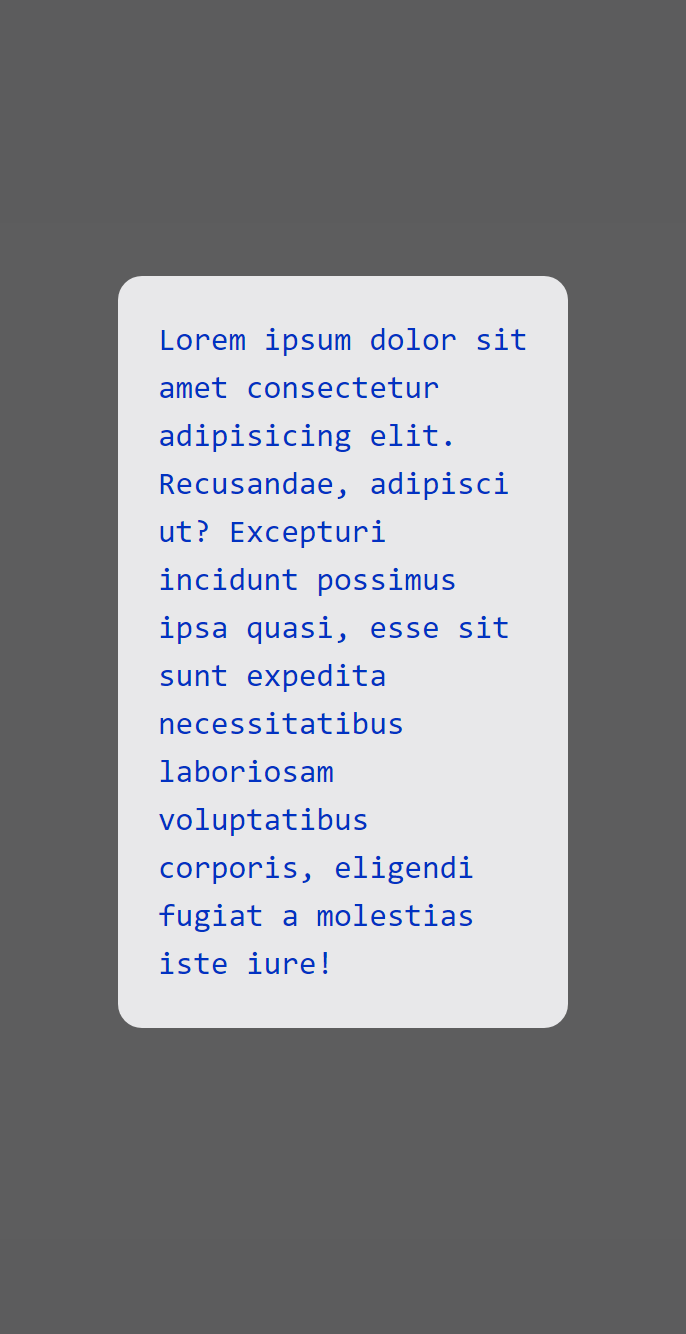 Lorem ipsum dolor sit
amet consectetur
adipisicing elit.
Recusandae, adipisci
ut? Excepturi
incidunt possimus
ipsa quasi, esse sit
sunt expedita
necessitatibus
laboriosam
voluptatibus
corporis, eligendi
fugiat a molestias
iste iure!